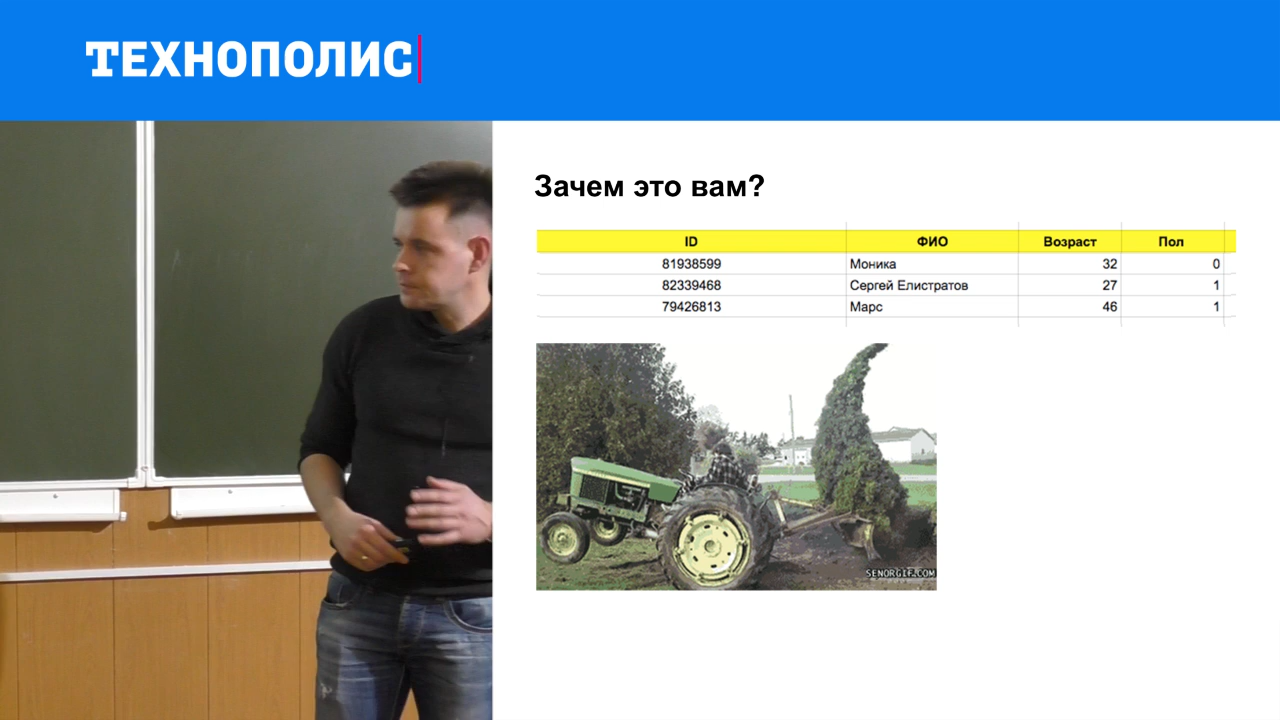 ТЕХНОПОЛИС
Зачем это вам?
ID ФИО Возраст Пол
81938599 Моника 32 0
82339468 Сергей Елистратов 27 1
79426813 Марс 46 1
SENORGIF.COM